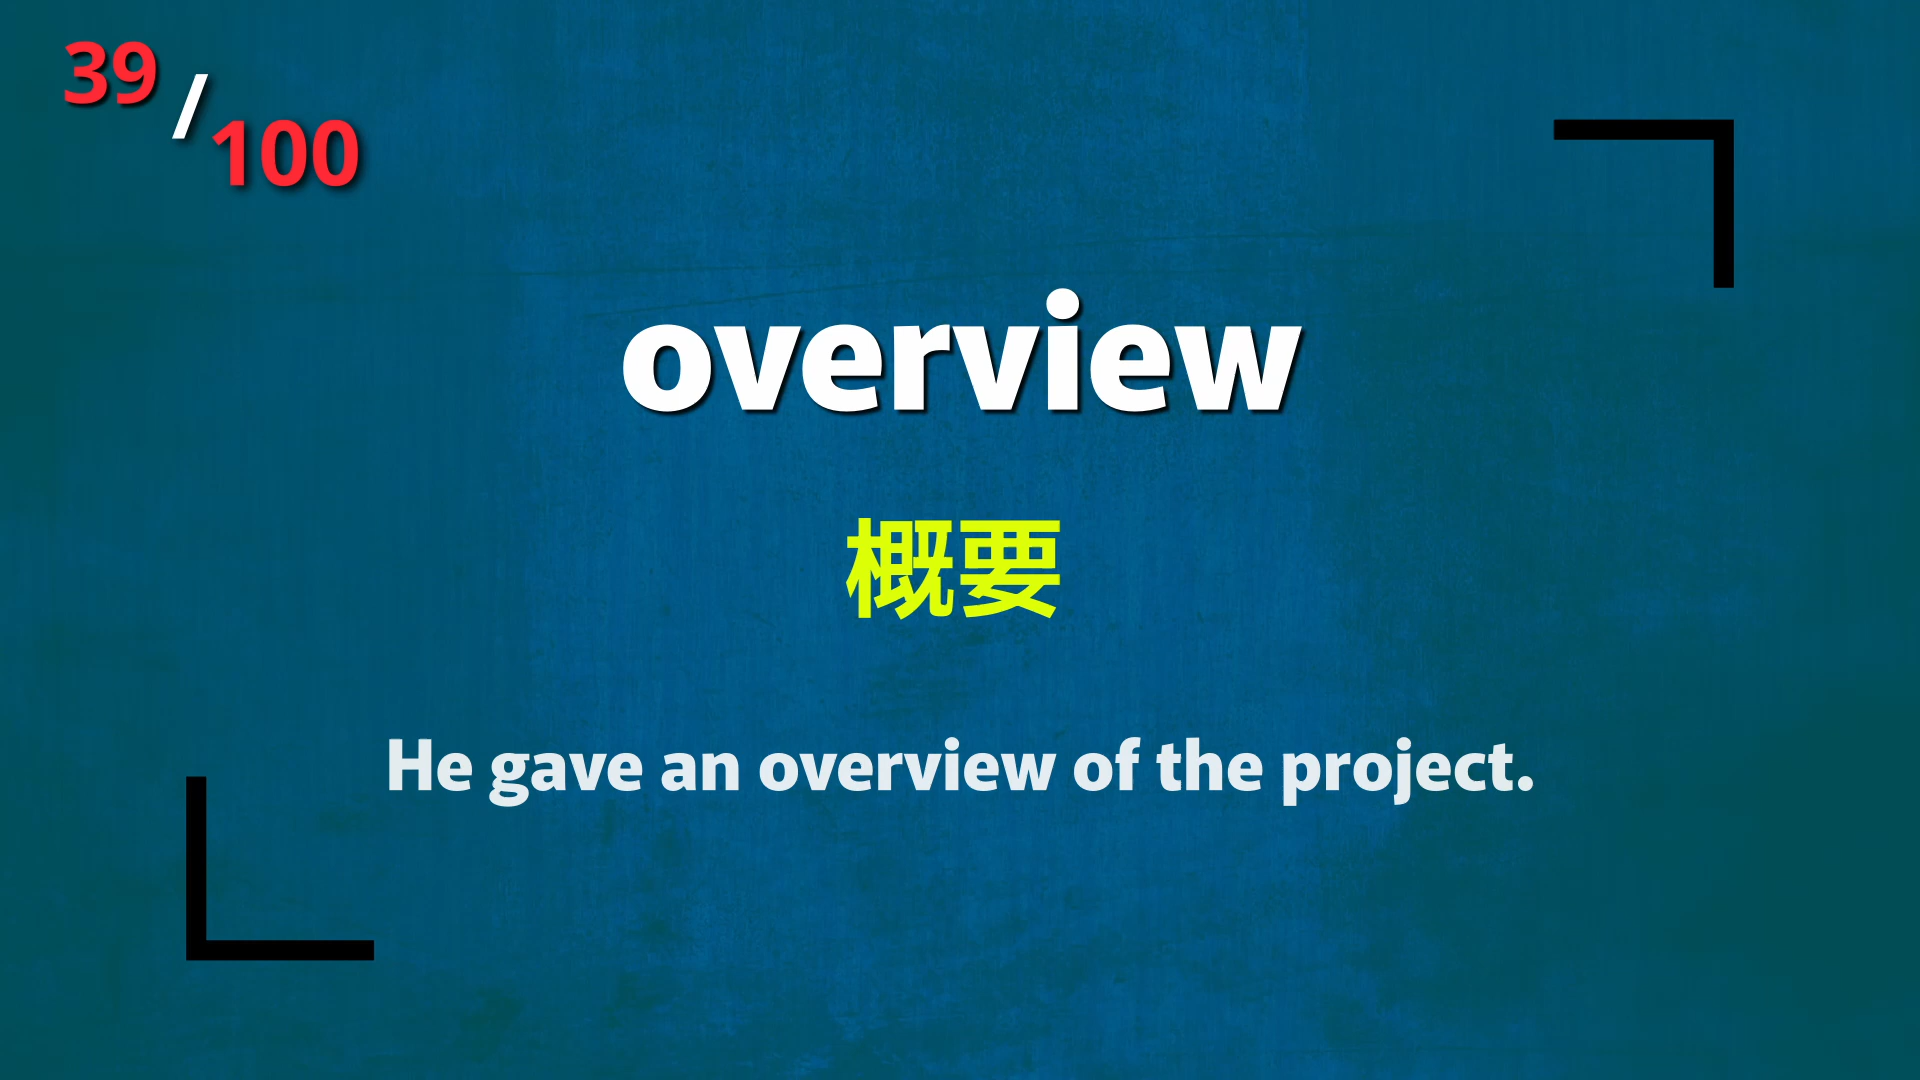 39/100
overview
概要
He gave an overview of the project.